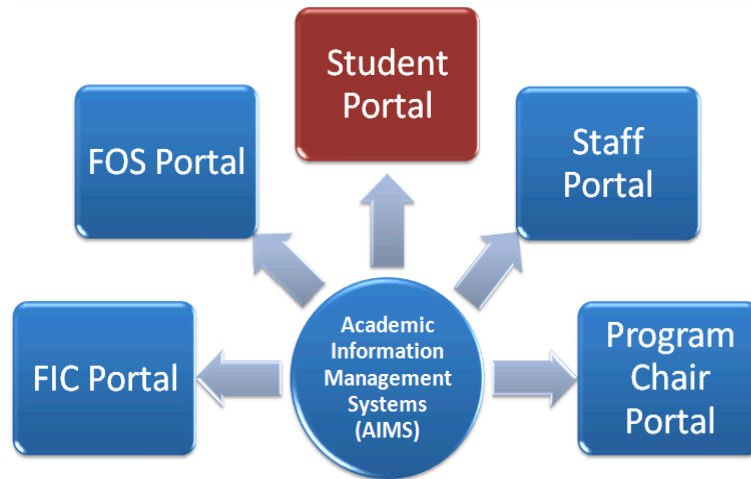 Student
Portal
FOS Portal
Staff
Portal
FIC Portal
Academic
Information
Management
Systems
(AIMS)
Program
Chair
Portal